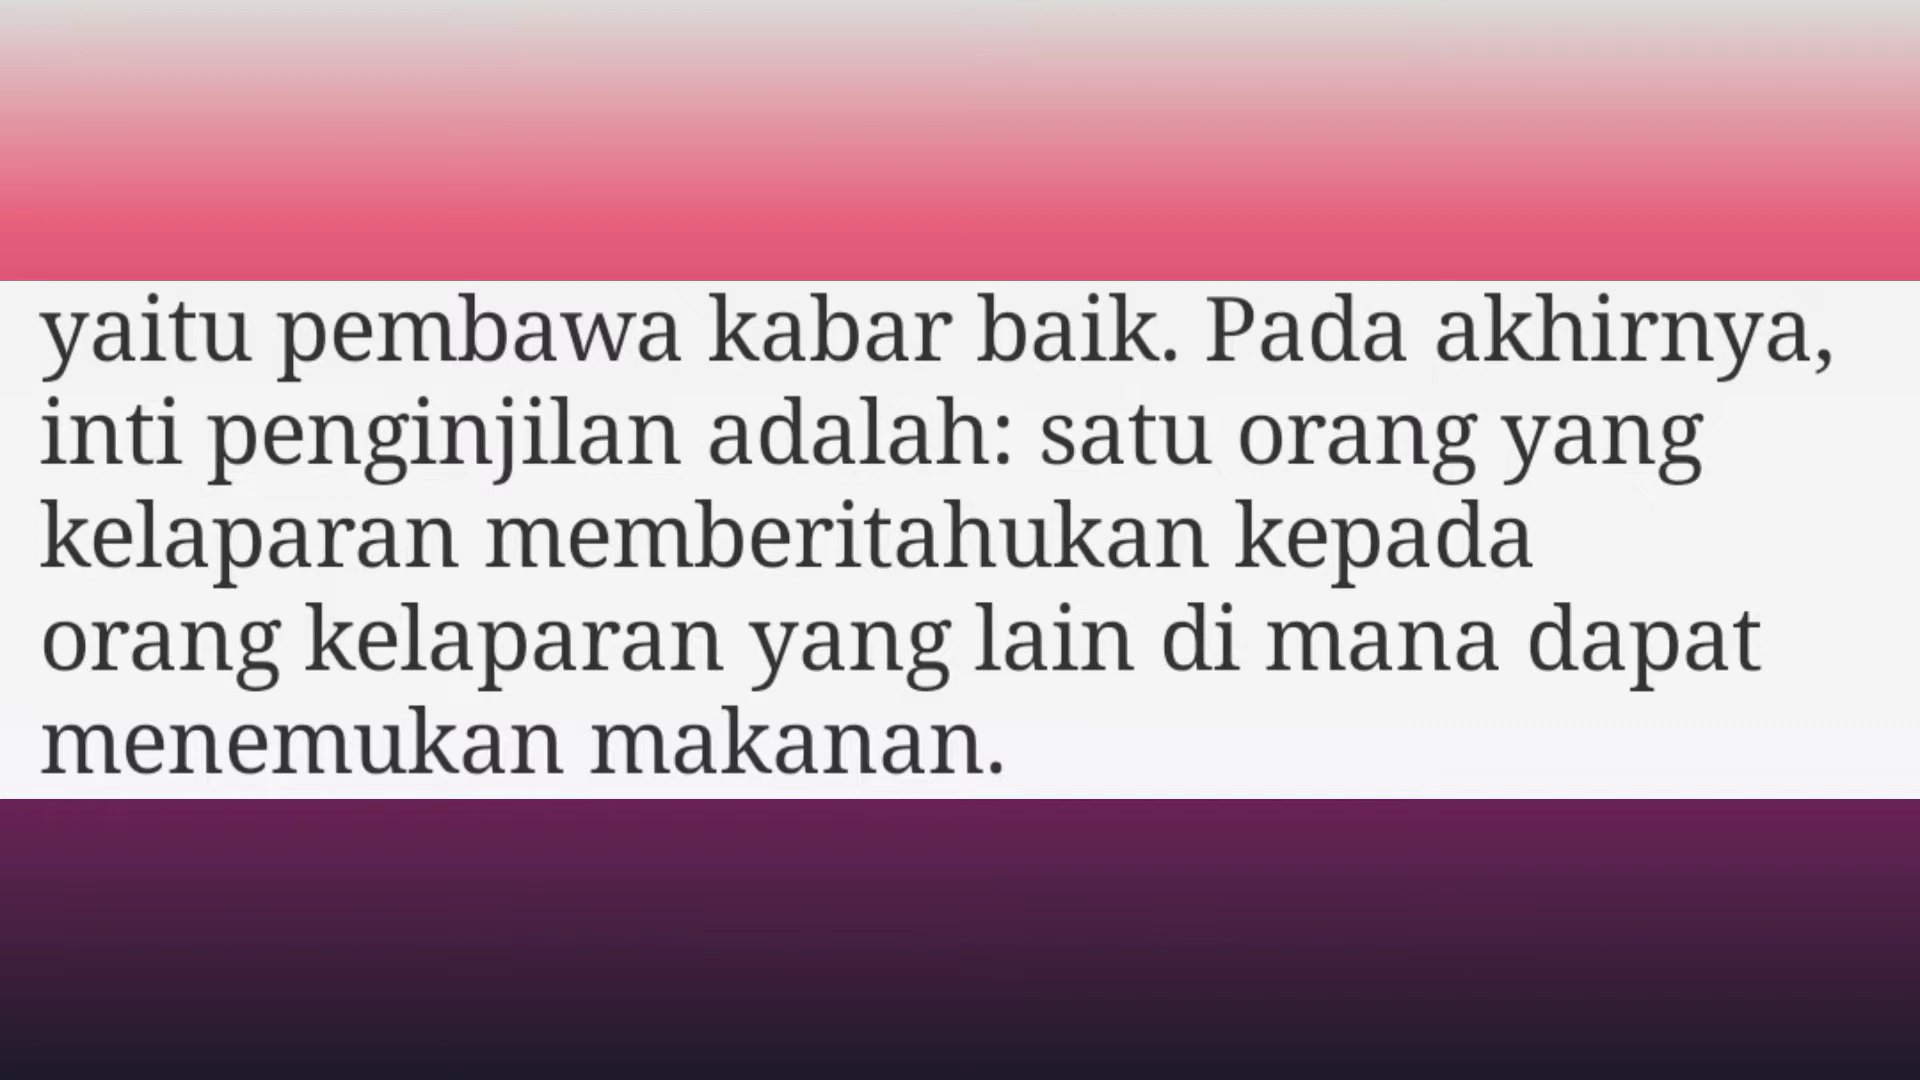 yaitu pembawa kabar baik. Pada akhirnya,
inti penginjilan adalah: satu orang yang
kelaparan memberitahukan kepada
orang kelaparan yang lain di mana dapat
menemukan makanan.